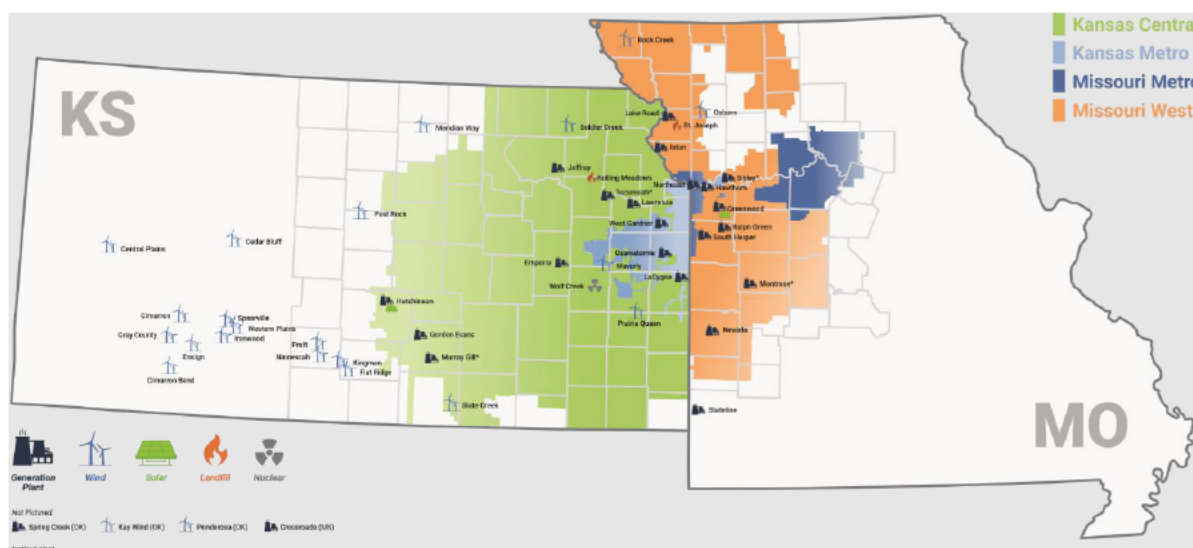 Kansas Centra
Kansas Metro
Missouri Metro
Missouri West
KS
MO
Rock Creek
Lake Road
Osborn
St. Joseph
Iatan
Meridian Way
Soldier Creek
Jeffrey
Rolling Meadows
Tecumseh*
Lawrence
Northeast
Sibley*
Hawthorn
Greenwood
Post Rock
West Gardner
Ralph Green
South Harper
Central Plains
Cedar Bluff
Osawatomie
Emporia
Waverly
LaCygne
Wolf Creek
Montrose*
Hutchinson
Prairie Queen
Nevada
Cimarron
Spearville
Western Plains
Gray County
Ironwood
Ensign
Pratt
Ninnescah
Kingman
Flat Ridge
Cimarron Bend
Gordon Evans
Murray Gill*
Slate Creek
Stateline
Generation
Plant
Wind
Solar
Landfill
Nuclear
Not Pictured
Spring Creek (OK)
Kay Wind (OK)
Ponderosa (OK)
Crossroads (MS)